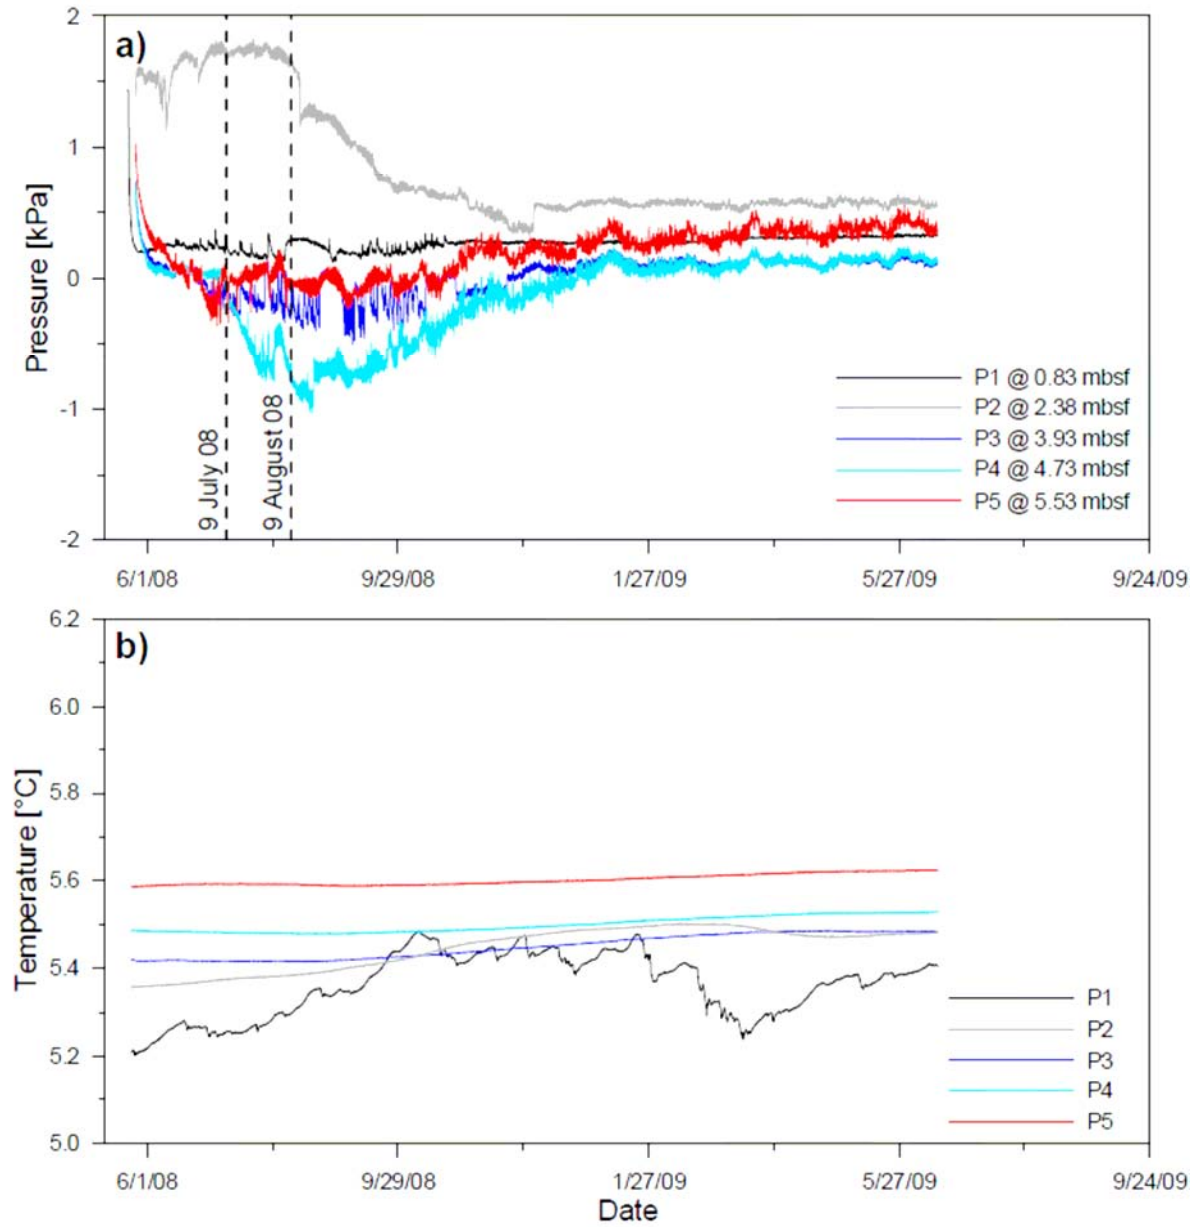 a)
2
1
0
-1
-2
Pressure [kPa]
9 July 08
9 August 08
P1 @ 0.83 mbsf
P2 @ 2.38 mbsf
P3 @ 3.93 mbsf
P4 @ 4.73 mbsf
P5 @ 5.53 mbsf
6/1/08 9/29/08 1/27/09 5/27/09 9/24/09
b)
6.2
6.0
5.8
5.6
5.4
5.2
5.0
Temperature [°C]
P1
P2
P3
P4
P5
6/1/08 9/29/08 1/27/09 5/27/09 9/24/09
Date